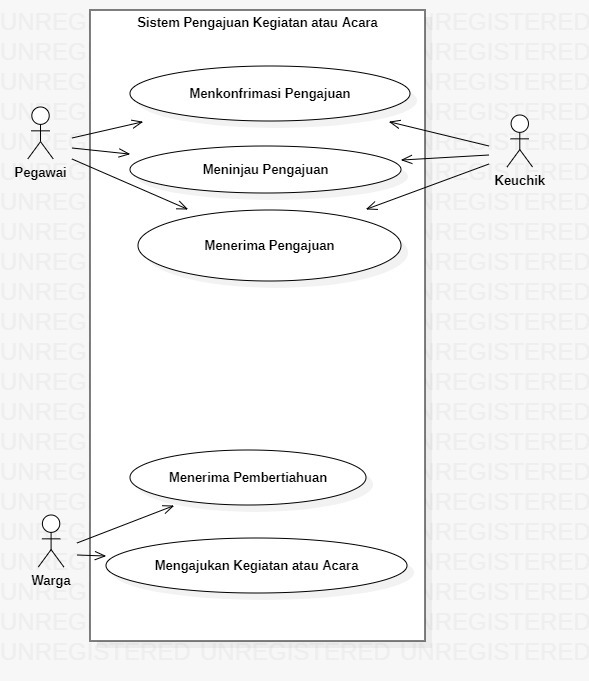 Sistem Pengajuan Kegiatan atau Acara
Menkonfrimasi Pengajuan
Pegawai
Meninjau Pengajuan
Keuchik
Menerima Pengajuan
Menerima Pembertiahuan
Warga
Mengajukan Kegiatan atau Acara
UNREGISTERED UNREGISTERED UNREGISTERED